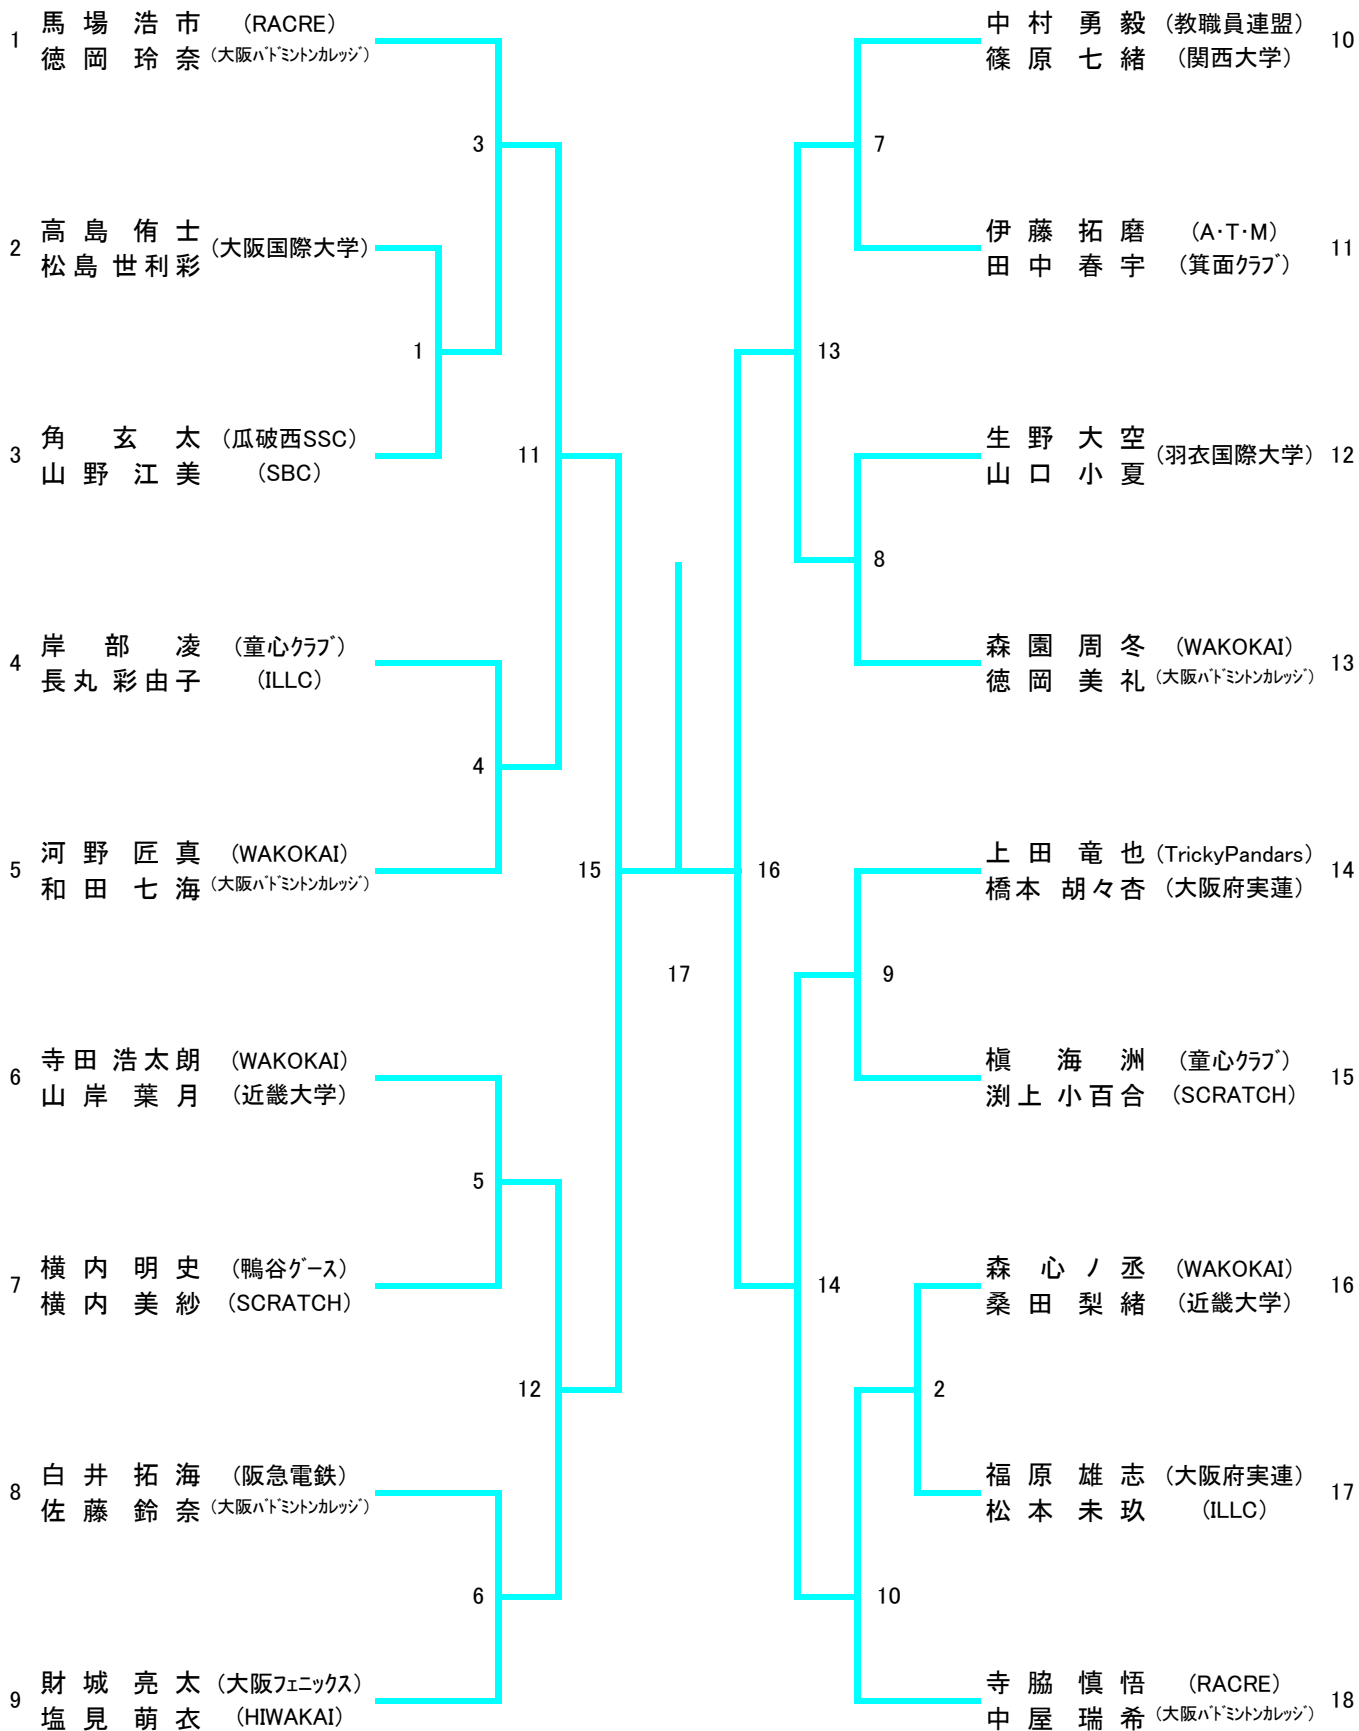 1 馬場浩市 (RACRE)
徳岡玲奈 (大阪バドミントンカレッジ)
3
2 高島侑士 (大阪国際大学)
松島世利彩
1
3 角玄太 (瓜破西SSC)
山野江美 (SBC)
11
4 岸部凌 (童心クラブ)
長丸彩由子 (ILLC)
4
5 河野匠真 (WAKOKAI)
和田七海 (大阪バドミントンカレッジ)
15
6 寺田浩太朗 (WAKOKAI)
山岸葉月 (近畿大学)
5
7 横内明史 (鴨谷グース)
横内美紗 (SCRATCH)
12
8 白井拓海 (阪急電鉄)
佐藤鈴奈 (大阪バドミントンカレッジ)
6
9 財城亮太 (大阪フェニックス)
塩見萌衣 (HIWAKAI)
17
中村勇毅 (教職員連盟) 10
篠原七緒 (関西大学)
7
伊藤拓磨 (A・T・M) 11
田中春宇 (箕面クラブ)
13
生野大空 (羽衣国際大学) 12
山口小夏
8
森園周冬 (WAKOKAI) 13
徳岡美礼 (大阪バドミントンカレッジ)
16
上田竜也 (TrickyPandars) 14
橋本胡々杏 (大阪府実蓮)
9
槇海洲 (童心クラブ) 15
渕上小百合 (SCRATCH)
14
森心ノ丞 (WAKOKAI) 16
桑田梨緒 (近畿大学)
2
福原雄志 (大阪府実連) 17
松本未玖 (ILLC)
10
寺脇慎悟 (RACRE) 18
中屋瑞希 (大阪バドミントンカレッジ)